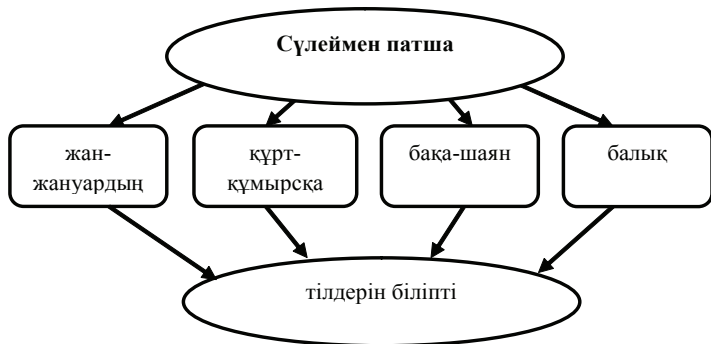 Сүлеймен патша
жан-
жануардың
құрт-
құмырсқа
бақа-шаян
балық
тілдерін біліпті